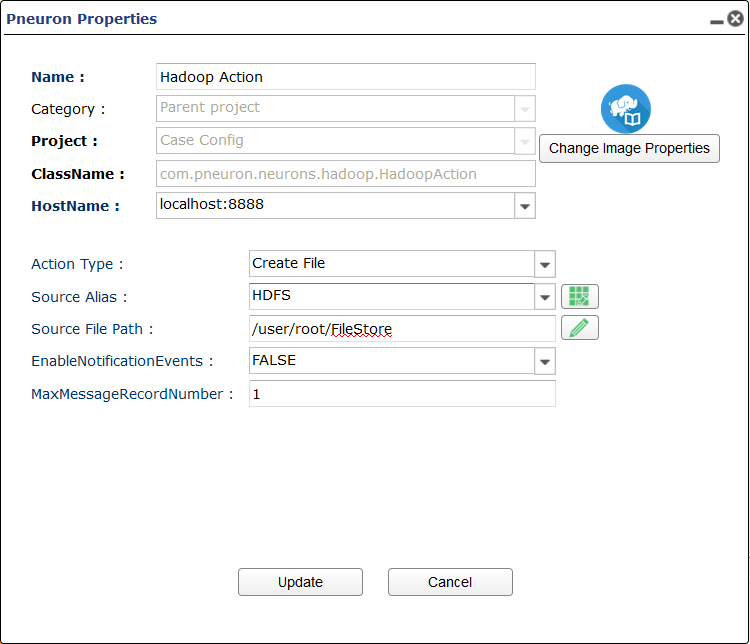 Pneuron Properties
Name : Hadoop Action
Category : Parent project
Project : Case Config
Change Image Properties
ClassName : com.pneuron.neurons.hadoop.HadoopAction
HostName : localhost:8888
Action Type : Create File
Source Alias : HDFS
Source File Path : /user/root/FileStore
EnableNotificationEvents : FALSE
MaxMessageRecordNumber : 1
Update Cancel